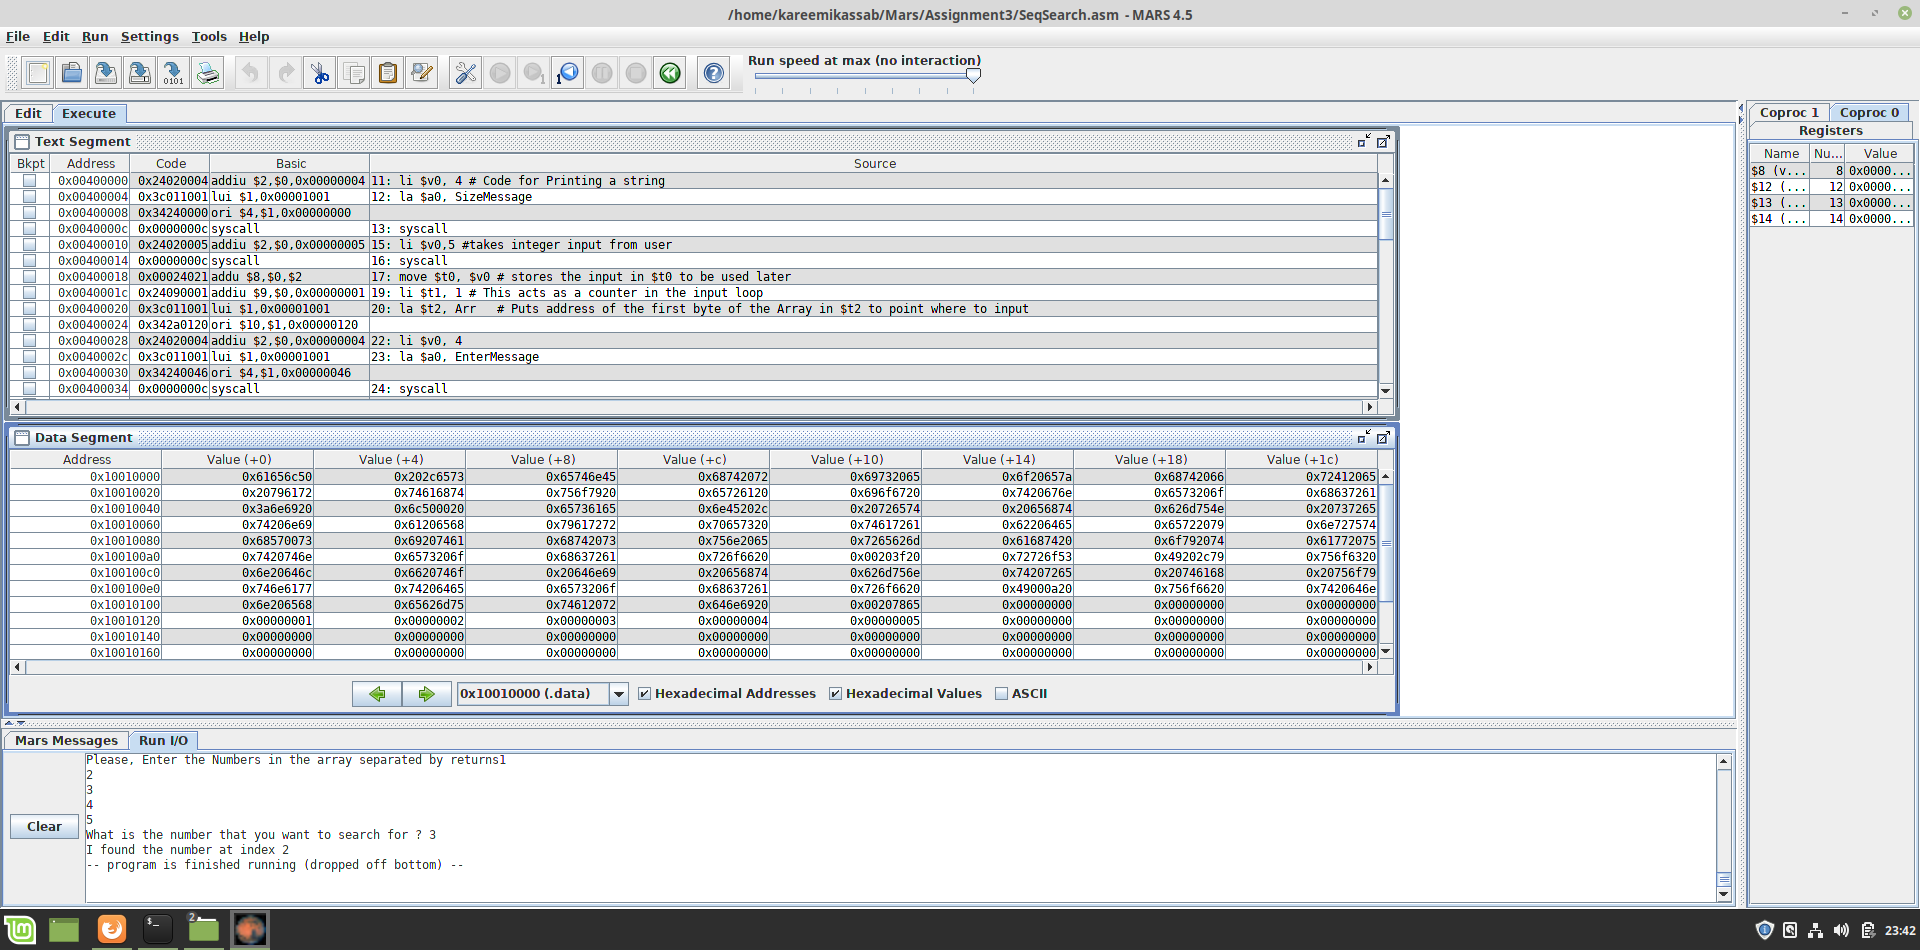 /home/kareemikassab/Mars/Assignment3/SeqSearch.asm - MARS 4.5
File Edit Run Settings Tools Help
Run speed at max (no interaction)
Edit Execute
Coproc 1 Coproc 0
Registers
Name Nu... Value
$8 (v... 8 0x0000...
$12 (... 12 0x0000...
$13 (... 13 0x0000...
$14 (... 14 0x0000...
Text Segment
Bkpt Address Code Basic Source
0x00400000 0x24020004 addiu $2,$0,0x00000004 11: li $v0, 4 # Code for Printing a string
0x00400004 0x3c011001 lui $1,0x00001001 12: la $a0, SizeMessage
0x00400008 0x34240000 ori $4,$1,0x00000000
0x0040000c 0x0000000c syscall 13: syscall
0x00400010 0x24020005 addiu $2,$0,0x00000005 15: li $v0,5 #takes integer input from user
0x00400014 0x0000000c syscall 16: syscall
0x00400018 0x00024021 addu $8,$0,$2 17: move $t0, $v0 # stores the input in $t0 to be used later
0x0040001c 0x24090001 addiu $9,$0,0x00000001 19: li $t1, 1 # This acts as a counter in the input loop
0x00400020 0x3c011001 lui $1,0x00001001 20: la $t2, Arr # Puts address of the first byte of the Array in $t2 to point where to input
0x00400024 0x342a0120 ori $10,$1,0x00000120
0x00400028 0x24020004 addiu $2,$0,0x00000004 22: li $v0, 4
0x0040002c 0x3c011001 lui $1,0x00001001 23: la $a0, EnterMessage
0x00400030 0x34240046 ori $4,$1,0x00000046
0x00400034 0x0000000c syscall 24: syscall
Data Segment
Address Value (+0) Value (+4) Value (+8) Value (+c) Value (+10) Value (+14) Value (+18) Value (+1c)
0x10010000 0x61656c50 0x202c6573 0x65746e45 0x68742072 0x69732065 0x6f20657a 0x68742066 0x72412065
0x10010020 0x20796172 0x74616874 0x756f7920 0x65726120 0x696f6720 0x7420676e 0x6573206f 0x68637261
0x10010040 0x3a6e6920 0x6c500020 0x65736165 0x6e45202c 0x20726574 0x20656874 0x626d754e 0x20737265
0x10010060 0x74206e69 0x61206568 0x79617272 0x70657320 0x74617261 0x62206465 0x65722079 0x6e727574
0x10010080 0x68570073 0x69207461 0x68742073 0x756e2065 0x7265626d 0x61687420 0x6f792074 0x61772075
0x100100a0 0x7420746e 0x6573206f 0x68637261 0x726f6620 0x00203f20 0x72726f53 0x49202c79 0x756f6320
0x100100c0 0x6e20646c 0x6620746f 0x20646e69 0x20656874 0x626d756e 0x74207265 0x20746168 0x20756f79
0x100100e0 0x746e6177 0x74206465 0x6573206f 0x68637261 0x726f6620 0x49000a20 0x756f6620 0x7420646e
0x10010100 0x6e206568 0x65626d75 0x74612072 0x646e6920 0x00207865 0x00000000 0x00000000 0x00000000
0x10010120 0x00000001 0x00000002 0x00000003 0x00000004 0x00000005 0x00000000 0x00000000 0x00000000
0x10010140 0x00000000 0x00000000 0x00000000 0x00000000 0x00000000 0x00000000 0x00000000 0x00000000
0x10010160 0x00000000 0x00000000 0x00000000 0x00000000 0x00000000 0x00000000 0x00000000 0x00000000
0x10010000 (.data) Hexadecimal Addresses Hexadecimal Values ASCII
Mars Messages Run I/O
Clear
Please, Enter the Numbers in the array separated by returns1
2
3
4
5
What is the number that you want to search for ? 3
I found the number at index 2
-- program is finished running (dropped off bottom) --
2
23:42